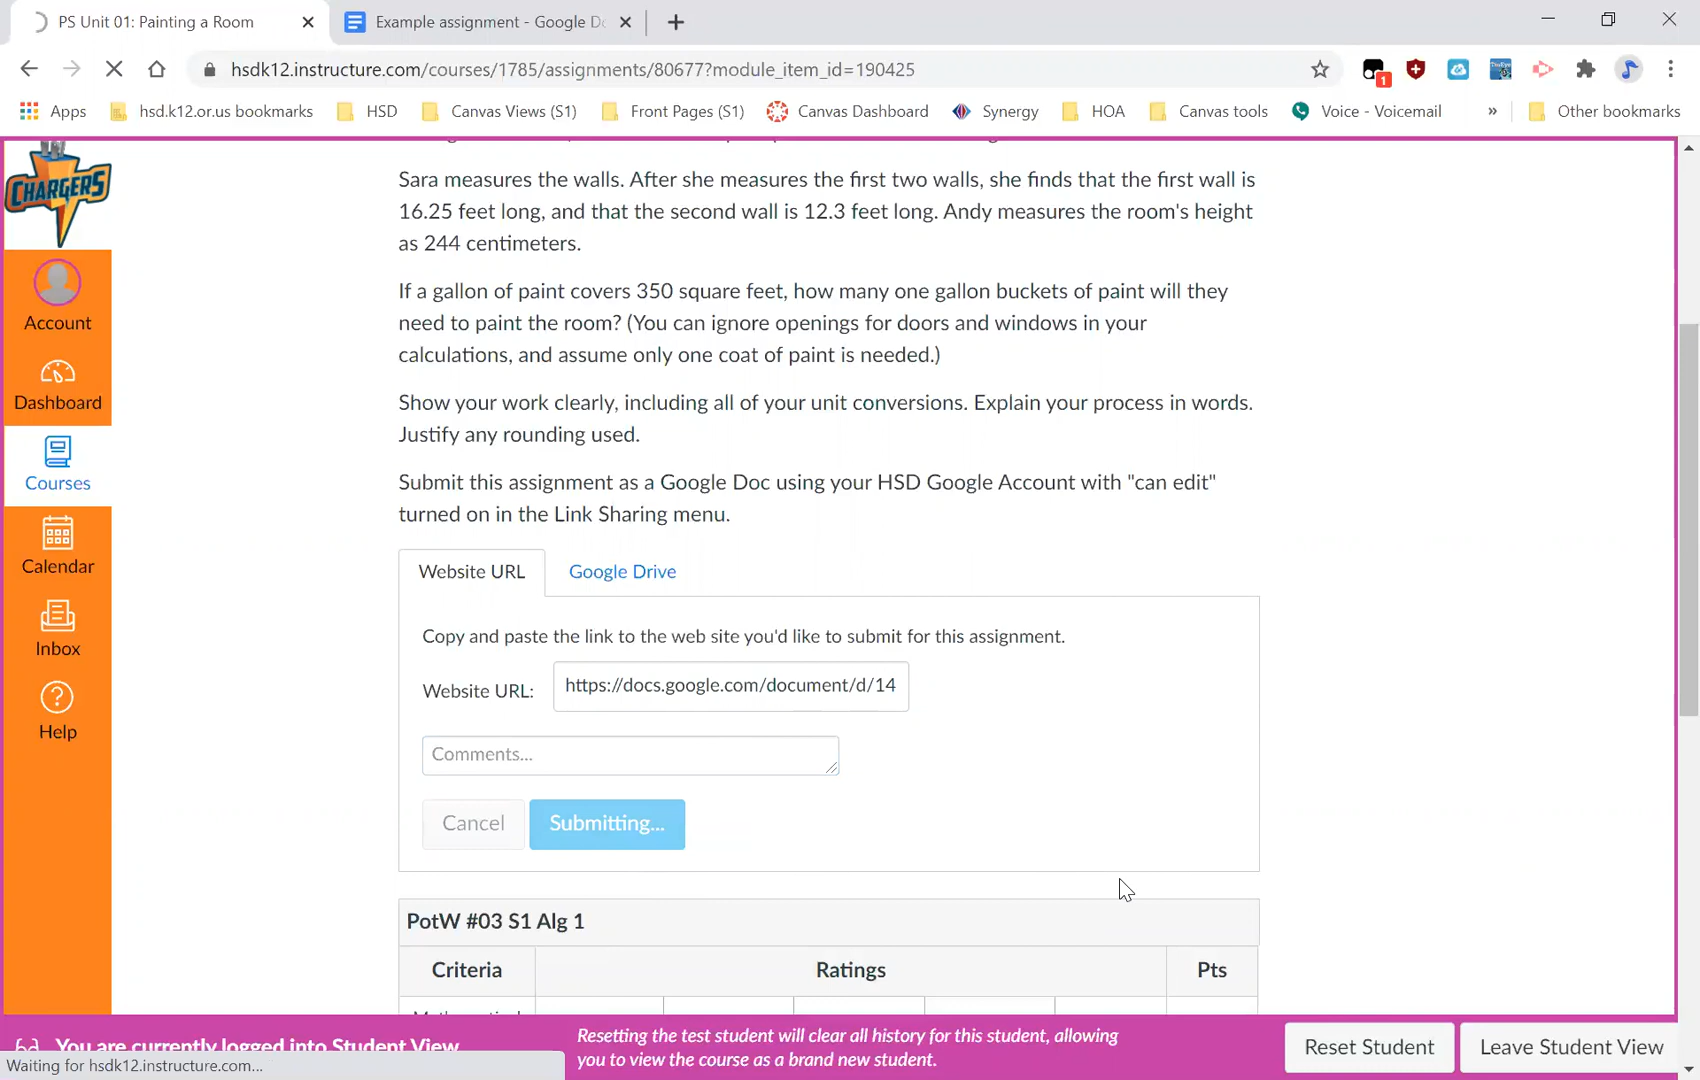 PS Unit 01: Painting a Room
Example assignment - Google Do
hsdk12.instructure.com/courses/1785/assignments/80677?module_item_id=190425
1
Apps
hsd.k12.or.us bookmarks
HSD
Canvas Views (S1)
Front Pages (S1)
Canvas Dashboard
Synergy
HOA
Canvas tools
Voice - Voicemail
»
Other bookmarks
CHARGERS
Account
Dashboard
Courses
Calendar
Inbox
Help
Sara measures the walls. After she measures the first two walls, she finds that the first wall is
16.25 feet long, and that the second wall is 12.3 feet long. Andy measures the room's height
as 244 centimeters.
If a gallon of paint covers 350 square feet, how many one gallon buckets of paint will they
need to paint the room? (You can ignore openings for doors and windows in your
calculations, and assume only one coat of paint is needed.)
Show your work clearly, including all of your unit conversions. Explain your process in words.
Justify any rounding used.
Submit this assignment as a Google Doc using your HSD Google Account with "can edit"
turned on in the Link Sharing menu.
Website URL
Google Drive
Copy and paste the link to the web site you'd like to submit for this assignment.
Website URL:
https://docs.google.com/document/d/14
Comments...
Cancel
Submitting...
PotW #03 S1 Alg 1
Criteria
Ratings
Pts
You are currently logged into Student View
Resetting the test student will clear all history for this student, allowing
you to view the course as a brand new student.
Reset Student
Leave Student View
Waiting for hsdk12.instructure.com...